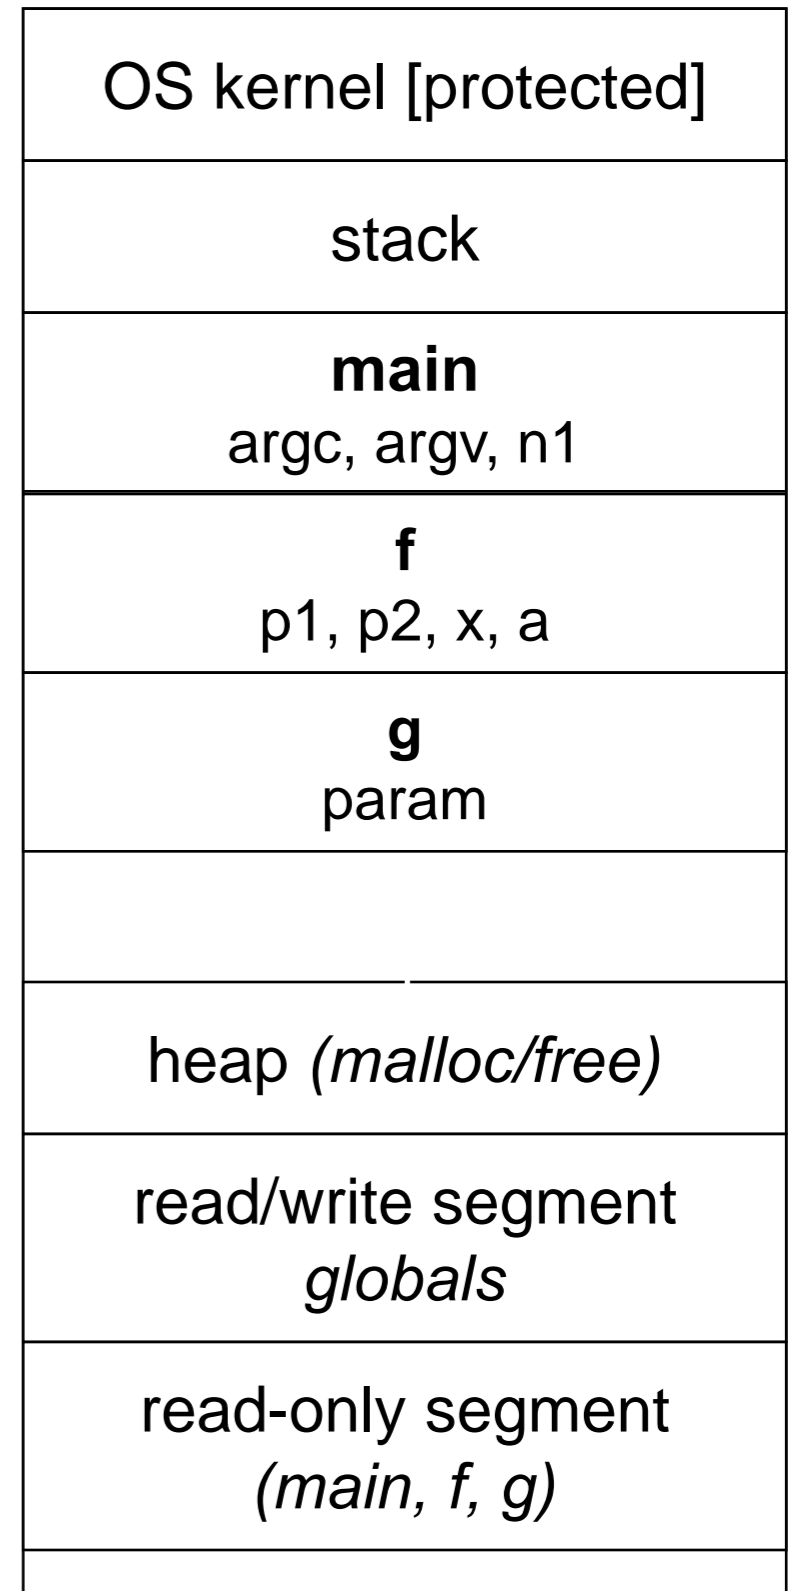 OS kernel [protected]
stack
main
argc, argv, n1
f
p1, p2, x, a
g
param
heap (malloc/free)
read/write segment
globals
read-only segment
(main, f, g)